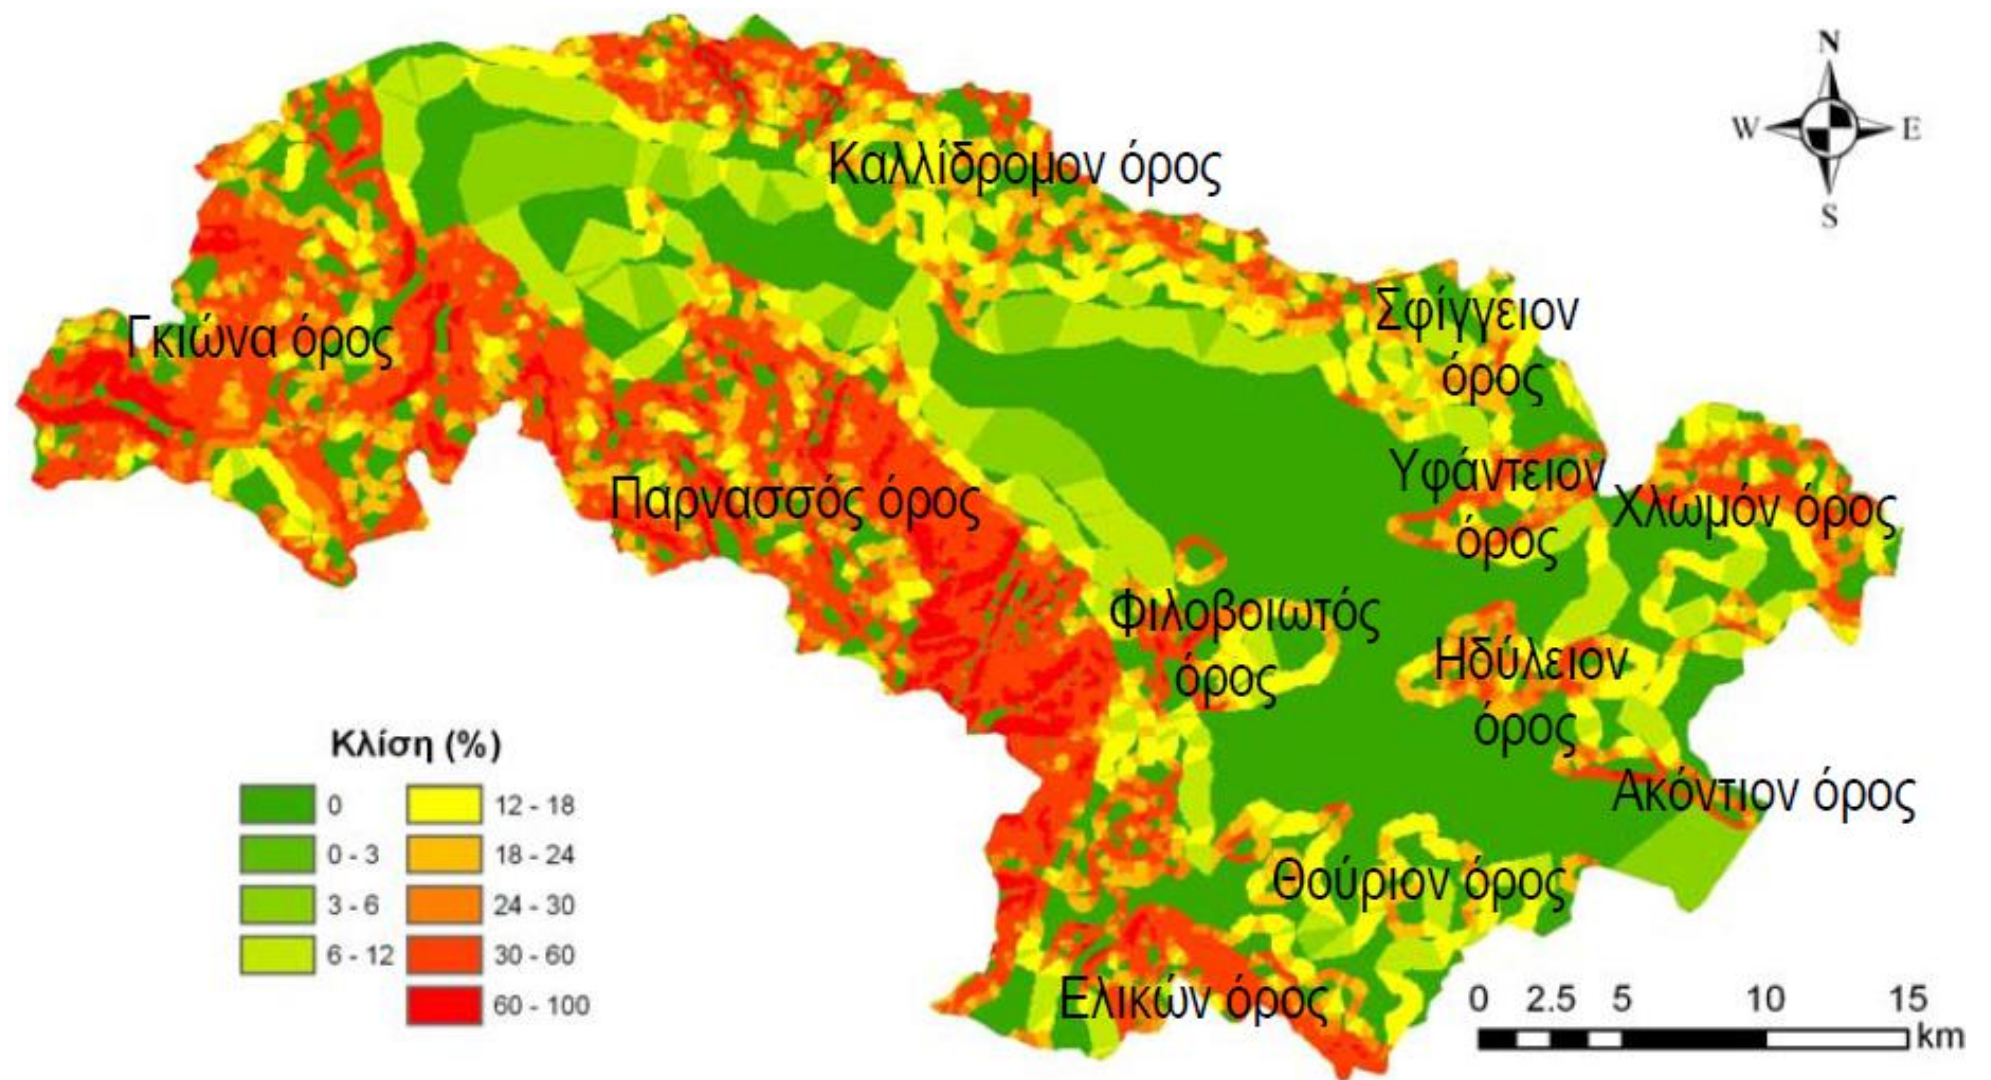 N
W E
S
Καλλίδρομον όρος
Σφίγγειον
όρος
Γκιώνα όρος
Υφάντειον
όρος
Χλωμόν όρος
Παρνασσός όρος
Φιλοβοιωτός
όρος
Ηδύλειον
όρος
Ακόντιον όρος
Θούριον όρος
Ελικών όρος
Κλίση (%)
0
0 - 3
3 - 6
6 - 12
12 - 18
18 - 24
24 - 30
30 - 60
60 - 100
0 2.5 5 10 15
km